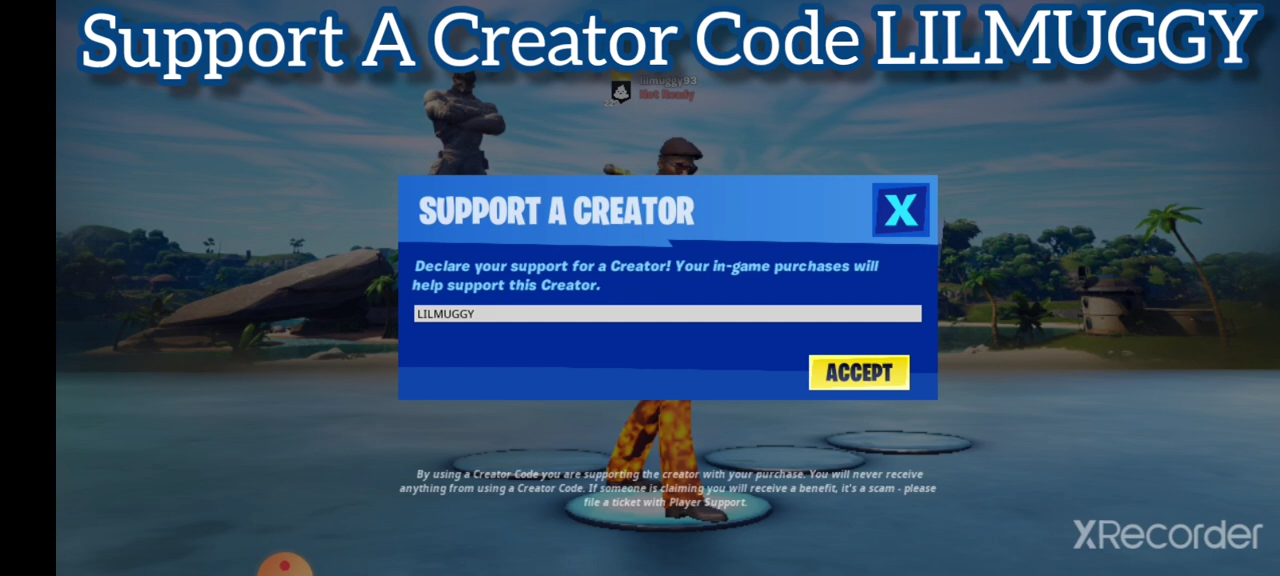 Support A Creator Code LILMUGGY
lilmuggy93
Not Ready
SUPPORT A CREATOR
X
Declare your support for a Creator! Your in-game purchases will
help support this Creator.
LILMUGGY
ACCEPT
By using a Creator Code you are supporting the creator with your purchase. You will never receive
anything from using a Creator Code. If someone is claiming you will receive a benefit, it's a scam - please
file a ticket with Player Support.
XRecorder